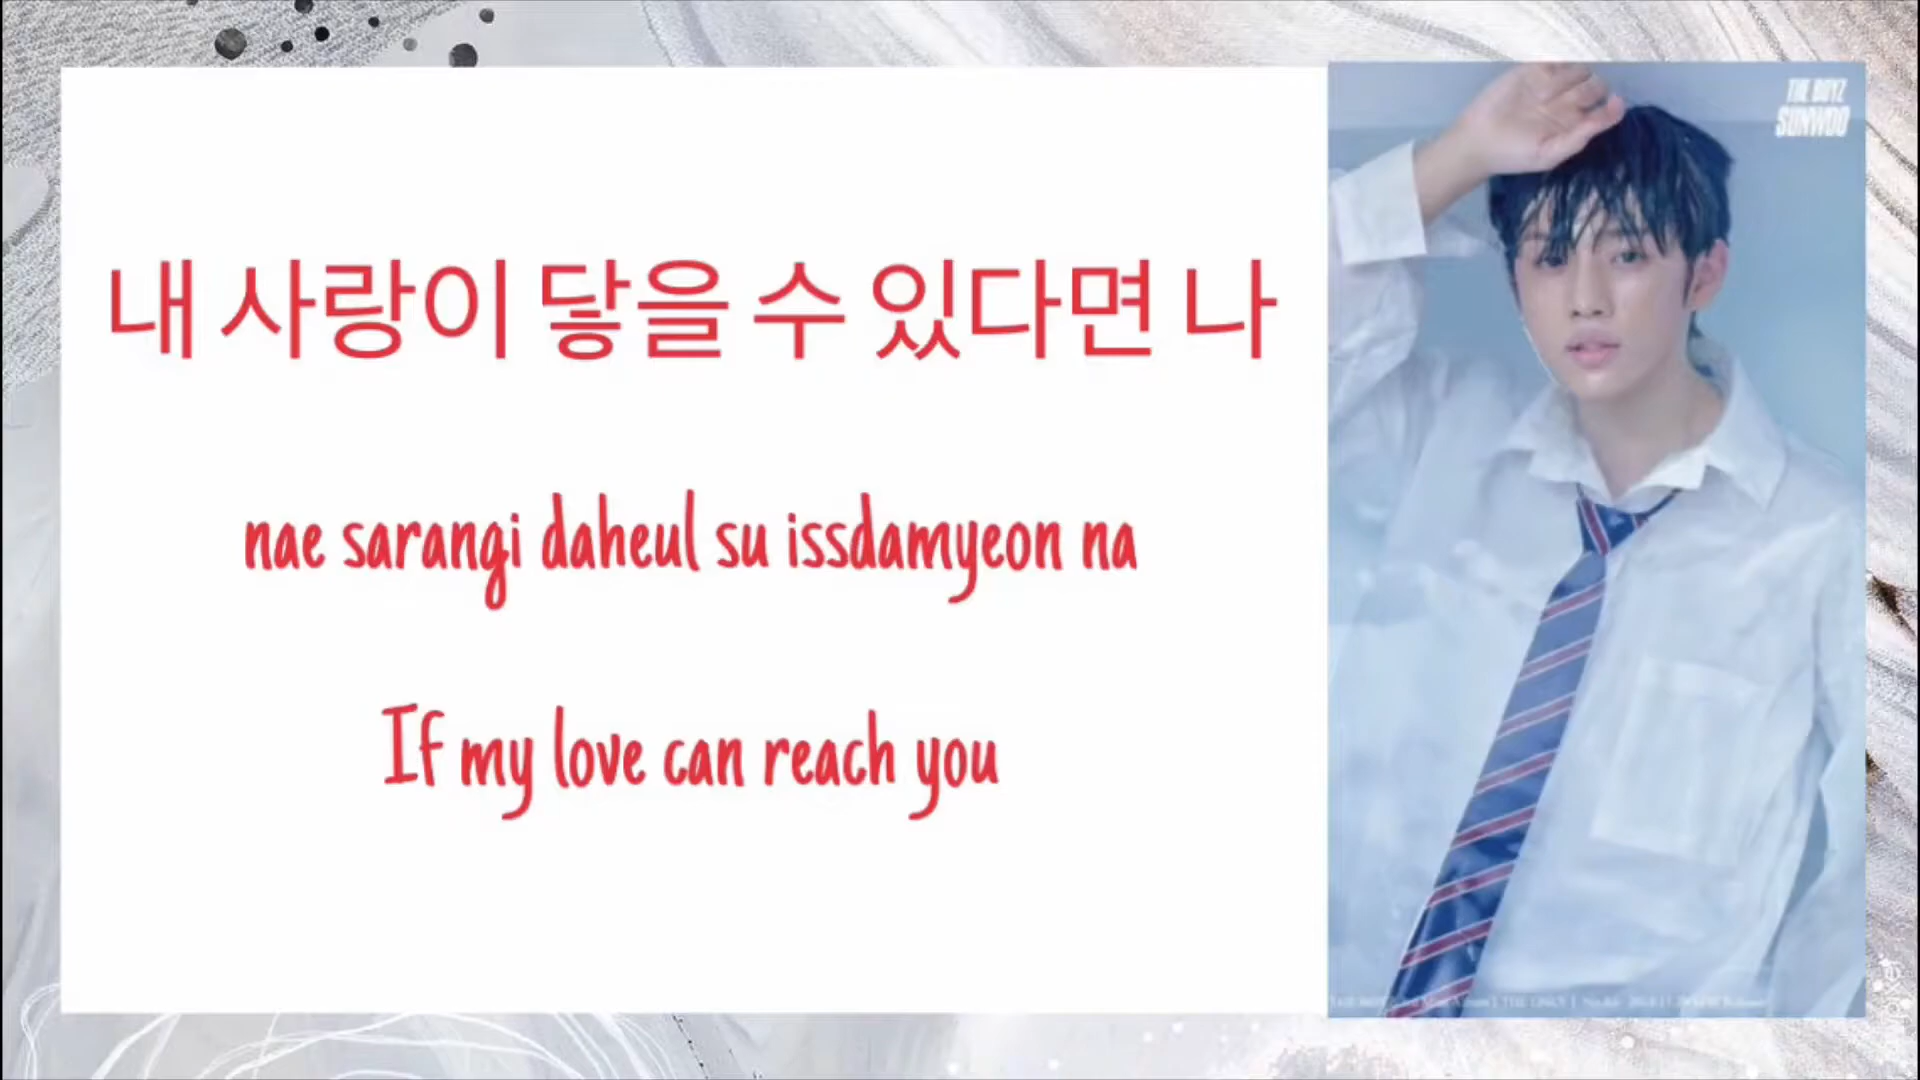 내 사랑이 닿을 수 있다면 나
nae sarangi daheul su issdamyeon na
If my love can reach you
THE BOYZ
SUNWOO